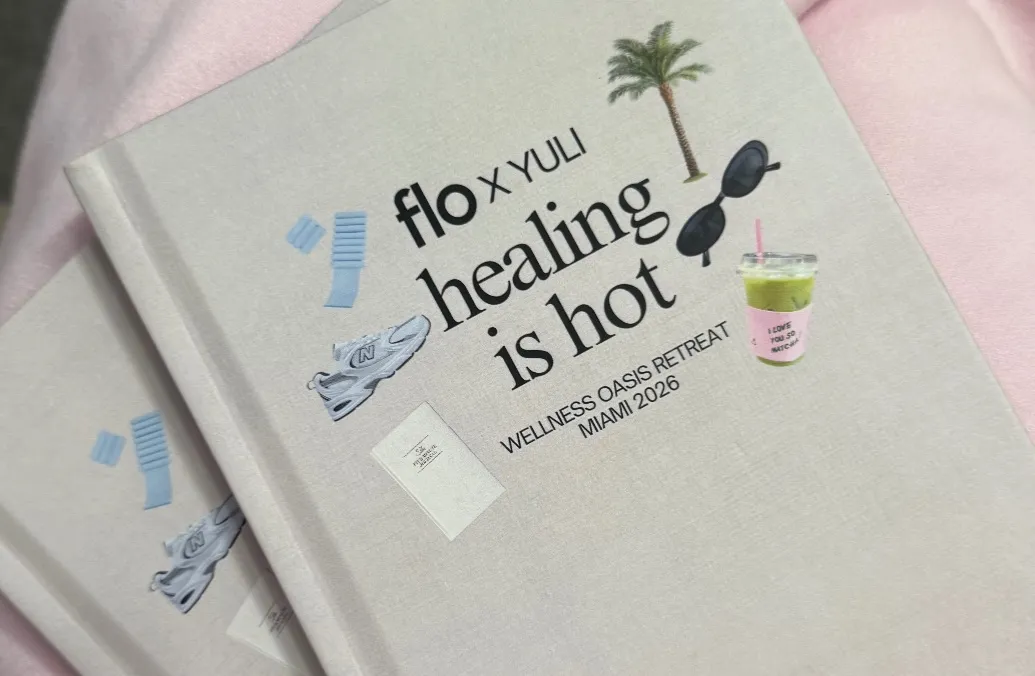 flo X YULI
healing
is hot
WELLNESS OASIS RETREAT
MIAMI 2026
I LOVE
YOU SO
MATCHA
N
N